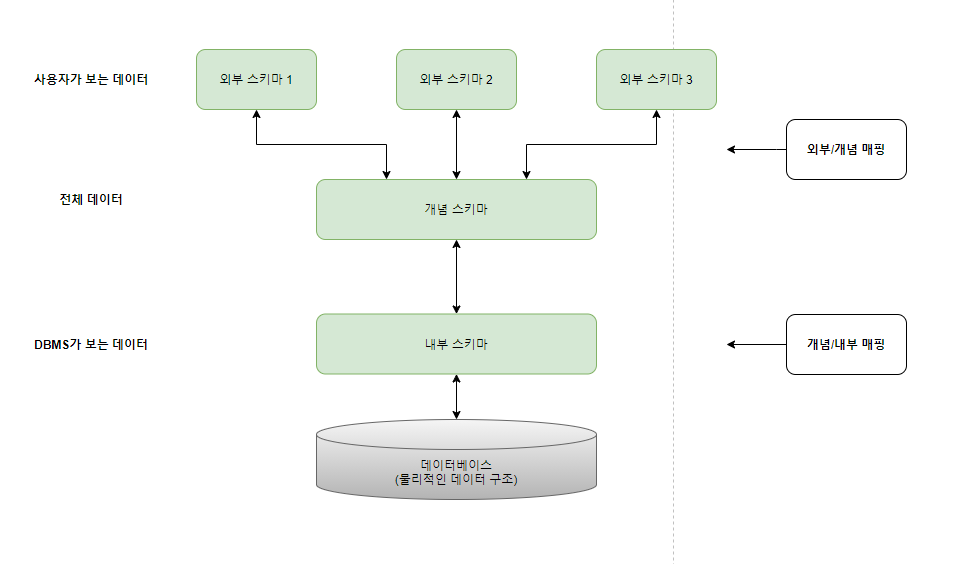 사용자가 보는 데이터
외부 스키마 1
외부 스키마 2
외부 스키마 3
외부/개념 매핑
전체 데이터
개념 스키마
DBMS가 보는 데이터
내부 스키마
개념/내부 매핑
데이터베이스
(물리적인 데이터 구조)